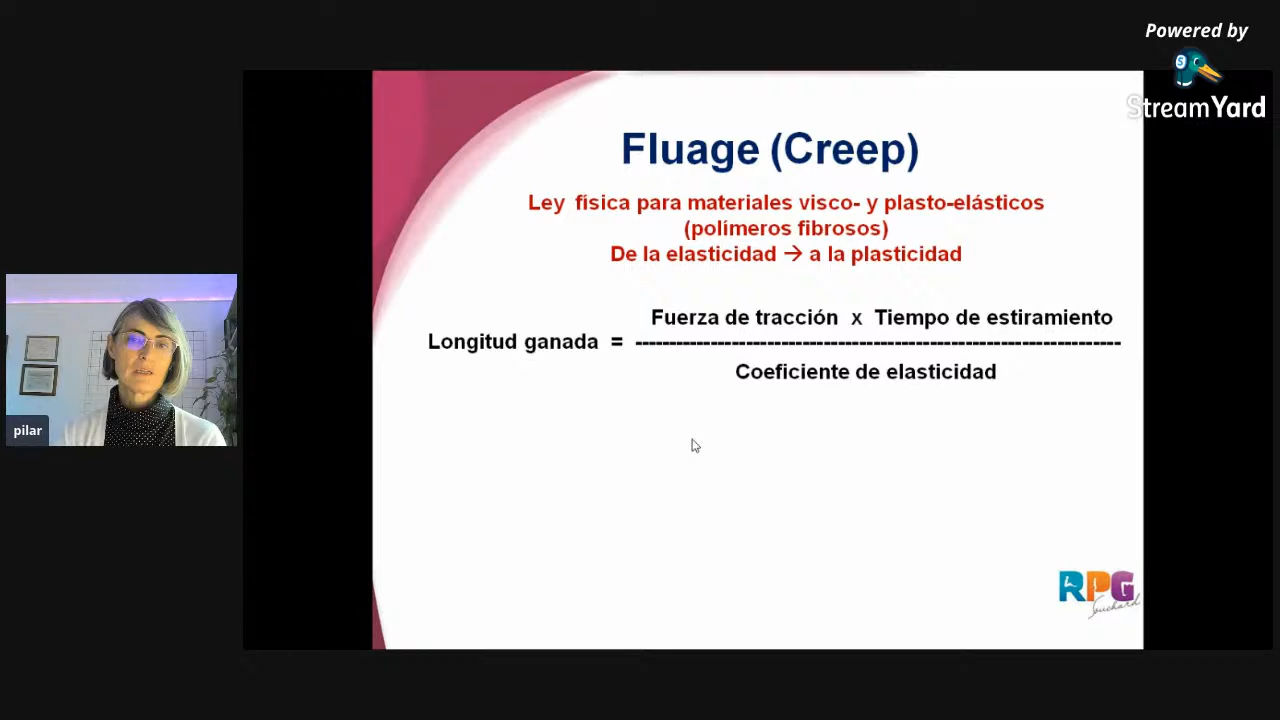 Powered by
StreamYard
Fluage (Creep)
Ley física para materiales visco- y plasto-elásticos
(polímeros fibrosos)
De la elasticidad → a la plasticidad
Fuerza de tracción x Tiempo de estiramiento
Longitud ganada = ----------------------------------------------------------------
Coeficiente de elasticidad
pilar
RPG
Souchard